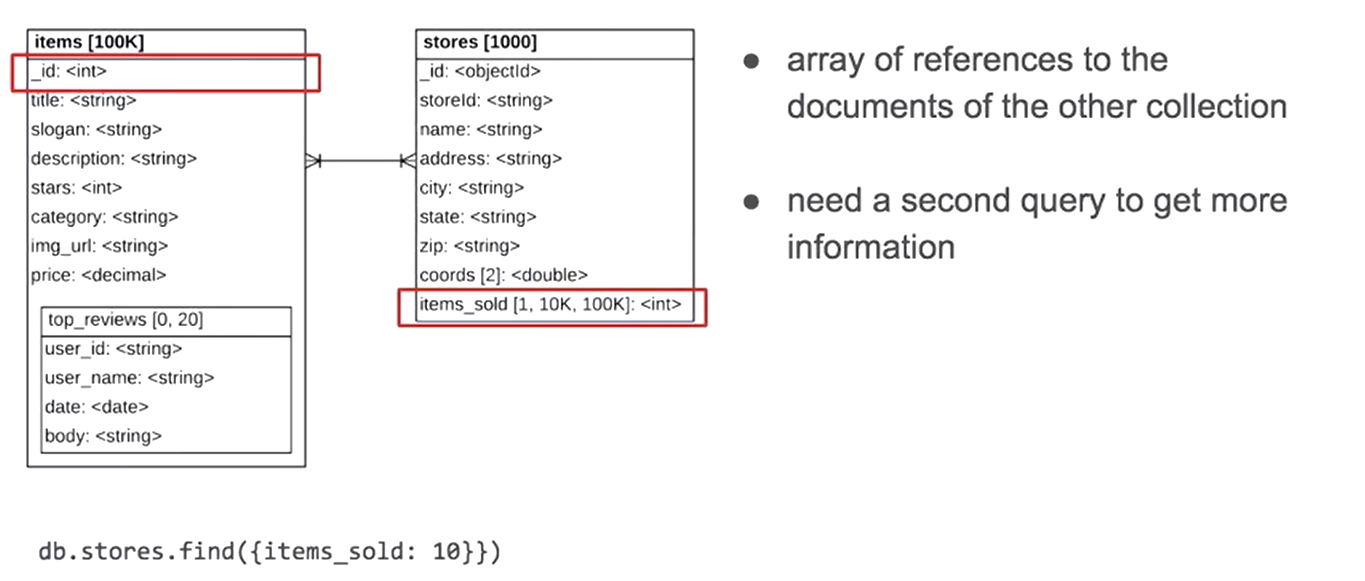 items [100K]
_id: <int>
title: <string>
slogan: <string>
description: <string>
stars: <int>
category: <string>
img_url: <string>
price: <decimal>
top_reviews [0, 20]
user_id: <string>
user_name: <string>
date: <date>
body: <string>
stores [1000]
_id: <objectId>
storeId: <string>
name: <string>
address: <string>
city: <string>
state: <string>
zip: <string>
coords [2]: <double>
items_sold [1, 10K, 100K]: <int>
● array of references to the
documents of the other collection
● need a second query to get more
information
db.stores.find({items_sold: 10}})